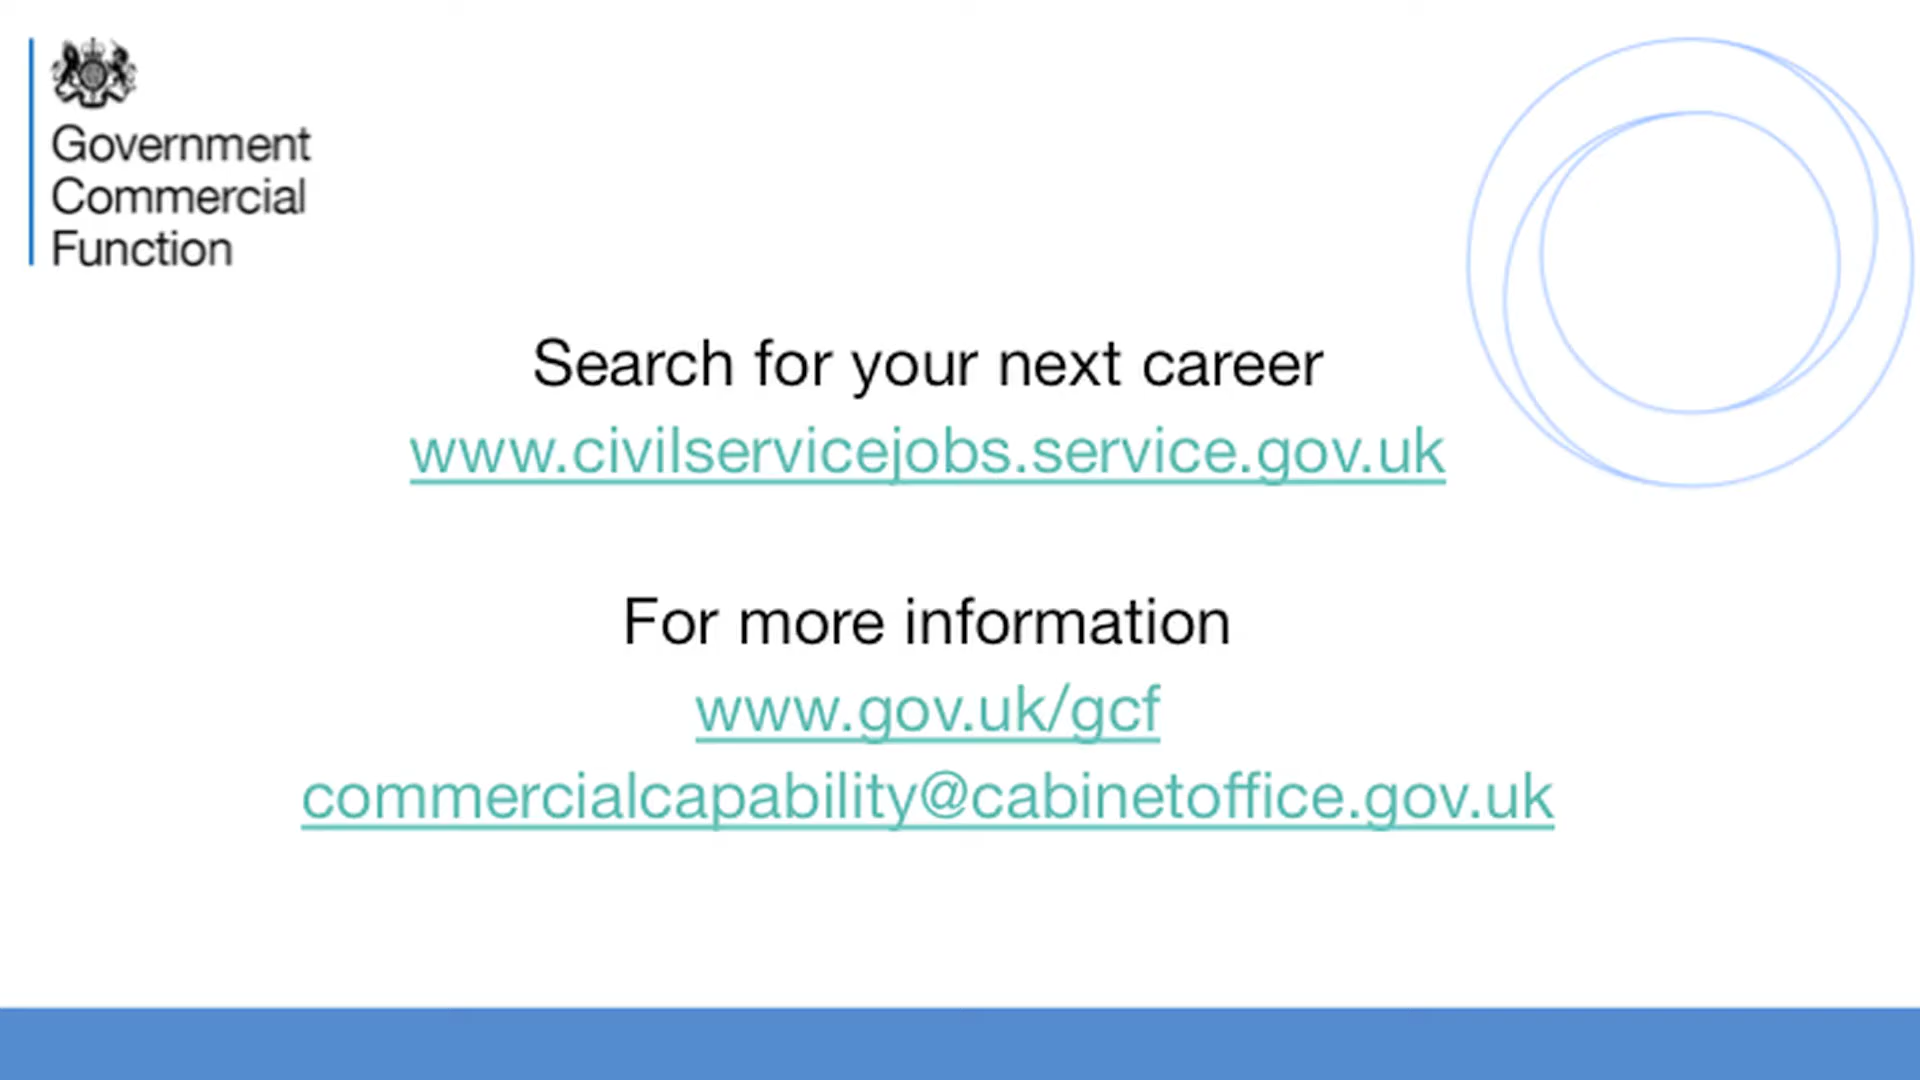 Government
Commercial
Function
Search for your next career
www.civilservicejobs.service.gov.uk
For more information
www.gov.uk/gcf
commercialcapability@cabinetoffice.gov.uk